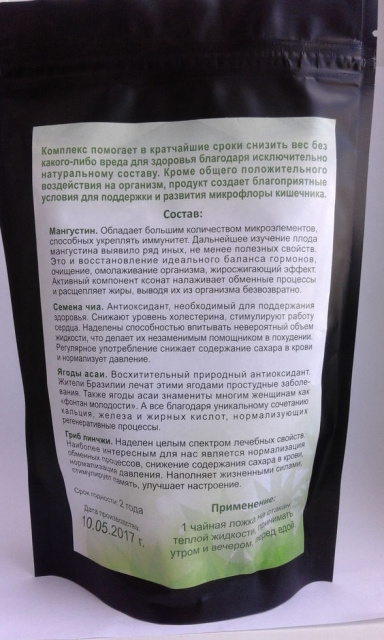 Комплекс помогает в кратчайшие сроки снизить вес без
какого-либо вреда для здоровья благодаря исключительно
натуральному составу. Кроме общего положительного
воздействия на организм, продукт создает благоприятные
условия для поддержки и развития микрофлоры кишечника.
Состав:
Мангустин. Обладает большим количеством микроэлементов,
способных укреплять иммунитет. Дальнейшее изучение плода
мангустина выявило ряд иных, не менее полезных свойств.
Это и восстановление идеального баланса гормонов,
очищение, омолаживание организма, жиросжигающий эффект.
Активный компонент ксонат налаживает обменные процессы
и расщепляет жиры, выводя их из организма безвозвратно.
Семена чиа. Антиоксидант, необходимый для поддержания
здоровья. Снижают уровень холестерина, стимулируют работу
сердца. Наделены способностью впитывать невероятный объем
жидкости, что делает их незаменимым помощником в похудении.
Регулярное употребление снижает содержание сахара в крови
и нормализует давление.
Ягоды асаи. Восхитительный природный антиоксидант.
Жители Бразилии лечат этими ягодами простудные заболе-
вания. Также ягоды асаи знамениты многим женщинам как
«фонтан молодости». А все благодаря уникальному сочетанию
кальция, железа и жирных кислот, нормализующих
регенеративные процессы.
Гриб линчжи. Наделен целым спектром лечебных свойств.
Наиболее интересным для нас является нормализация
обменных процессов, снижение содержания сахара в крови,
нормализация давления. Наполняет жизненными силами,
стимулирует память, улучшает настроение.
Срок годности: 2 года
Дата производства:
10.05.2017 г.
Применение:
1 чайная ложка на стакан
теплой жидкости, принимать
утром и вечером, перед едой.